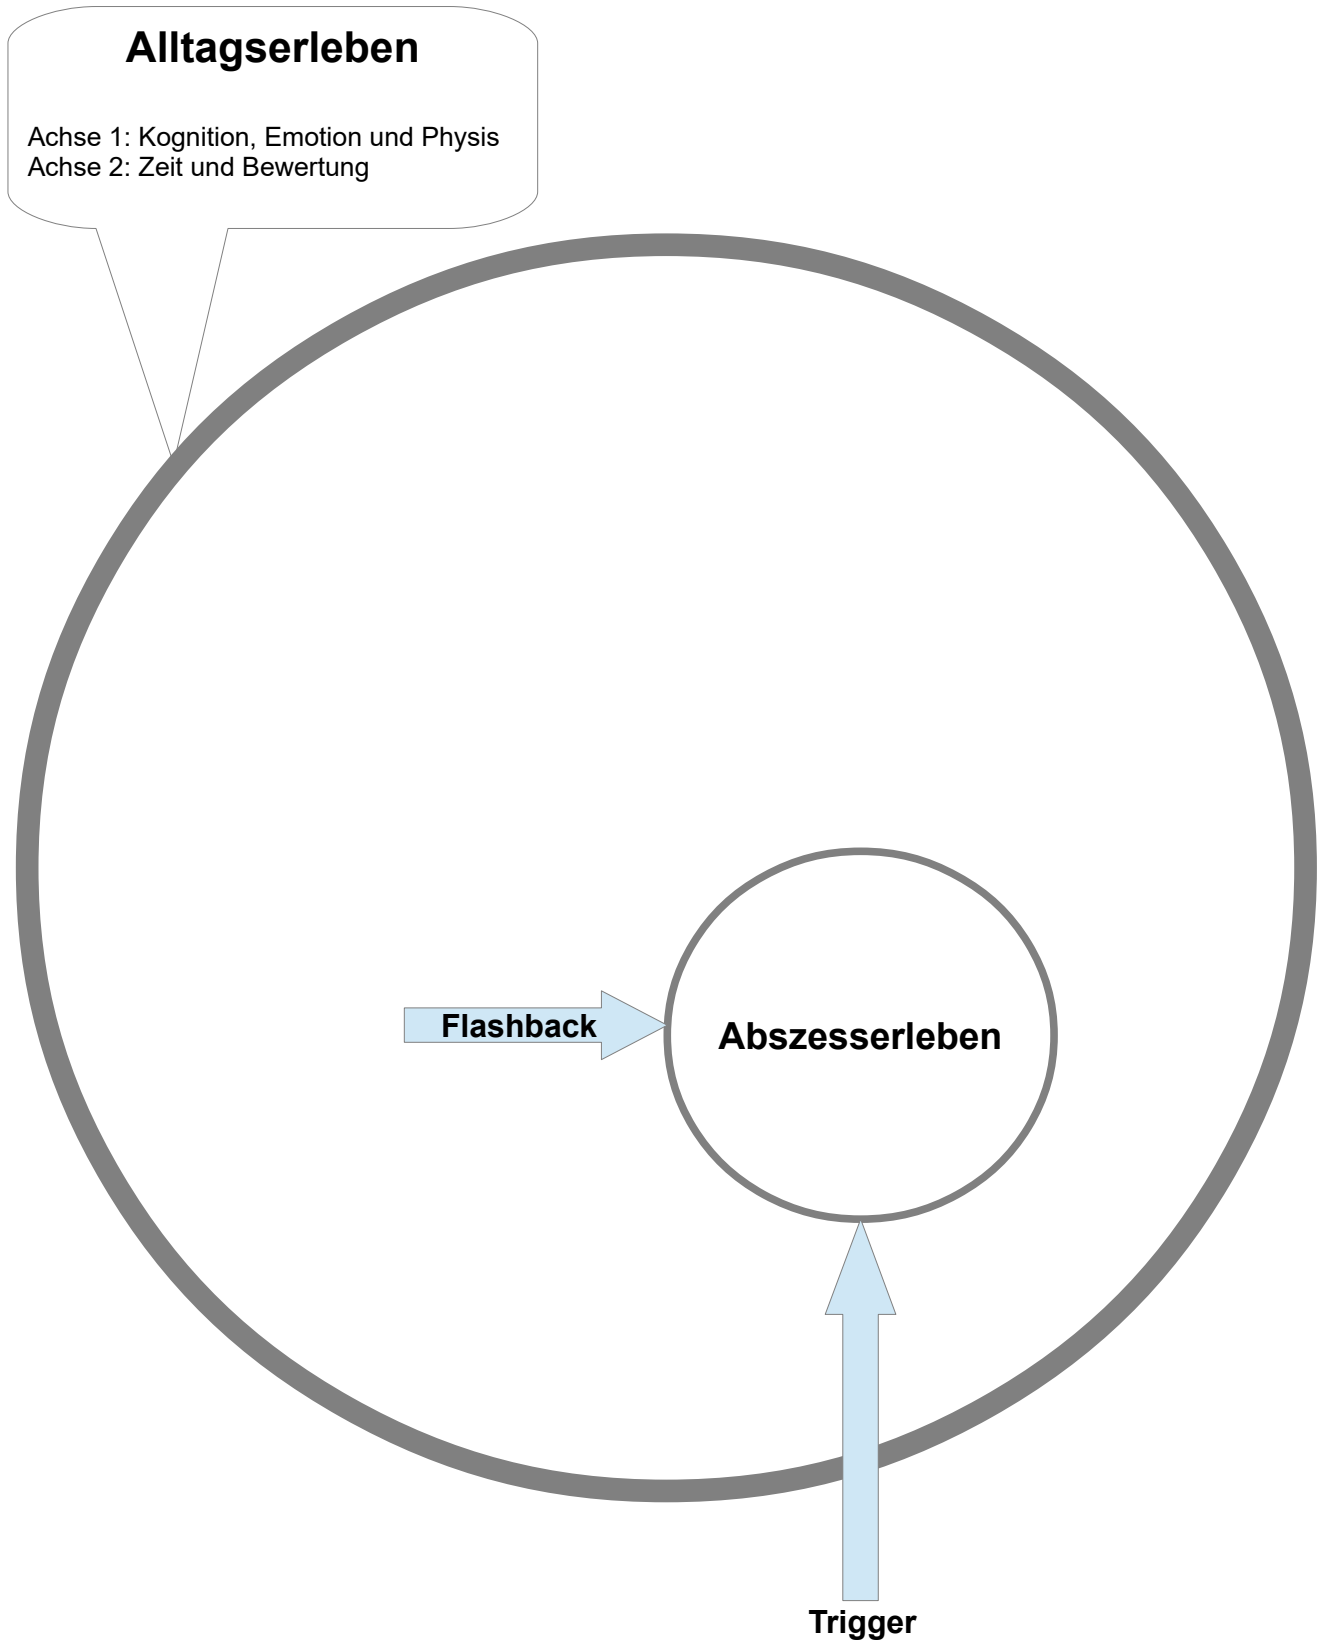 Alltagserleben
Achse 1: Kognition, Emotion und Physis
Achse 2: Zeit und Bewertung
Flashback
Abszesserleben
Trigger